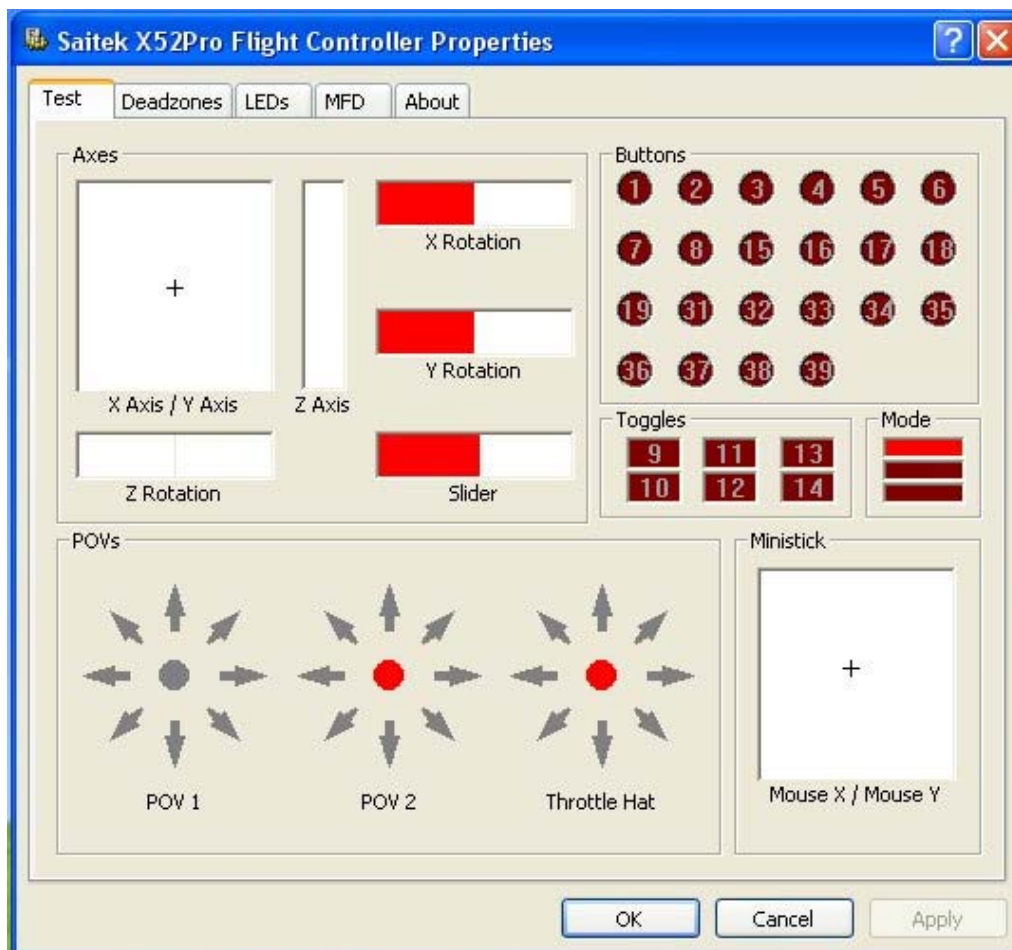 Saitek X52Pro Flight Controller Properties
Test Deadzones LEDs MFD About
Axes
X Rotation
Y Rotation
X Axis / Y Axis Z Axis
Z Rotation Slider
Buttons
1 2 3 4 5 6
7 8 15 16 17 18
19 31 32 33 34 35
36 37 38 39
Toggles
9 11 13
10 12 14
Mode
POVs
POV 1 POV 2 Throttle Hat
Ministick
Mouse X / Mouse Y
OK Cancel Apply